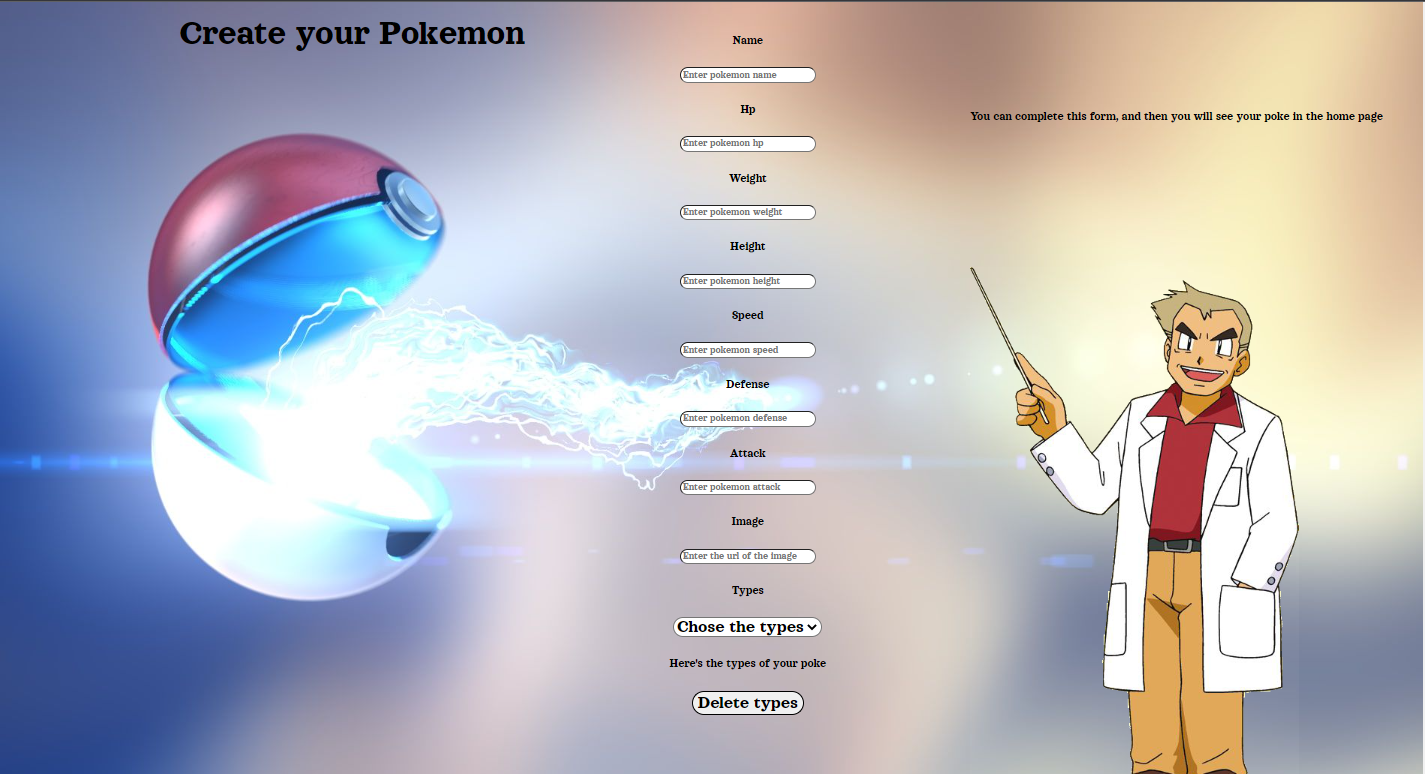 Create your Pokemon
Name
Enter pokemon name
Hp
Enter pokemon hp
You can complete this form, and then you will see your poke in the home page
Weight
Enter pokemon weight
Height
Enter pokemon height
Speed
Enter pokemon speed
Defense
Enter pokemon defense
Attack
Enter pokemon attack
Image
Enter the url of the image
Types
Chose the types
Here's the types of your poke
Delete types